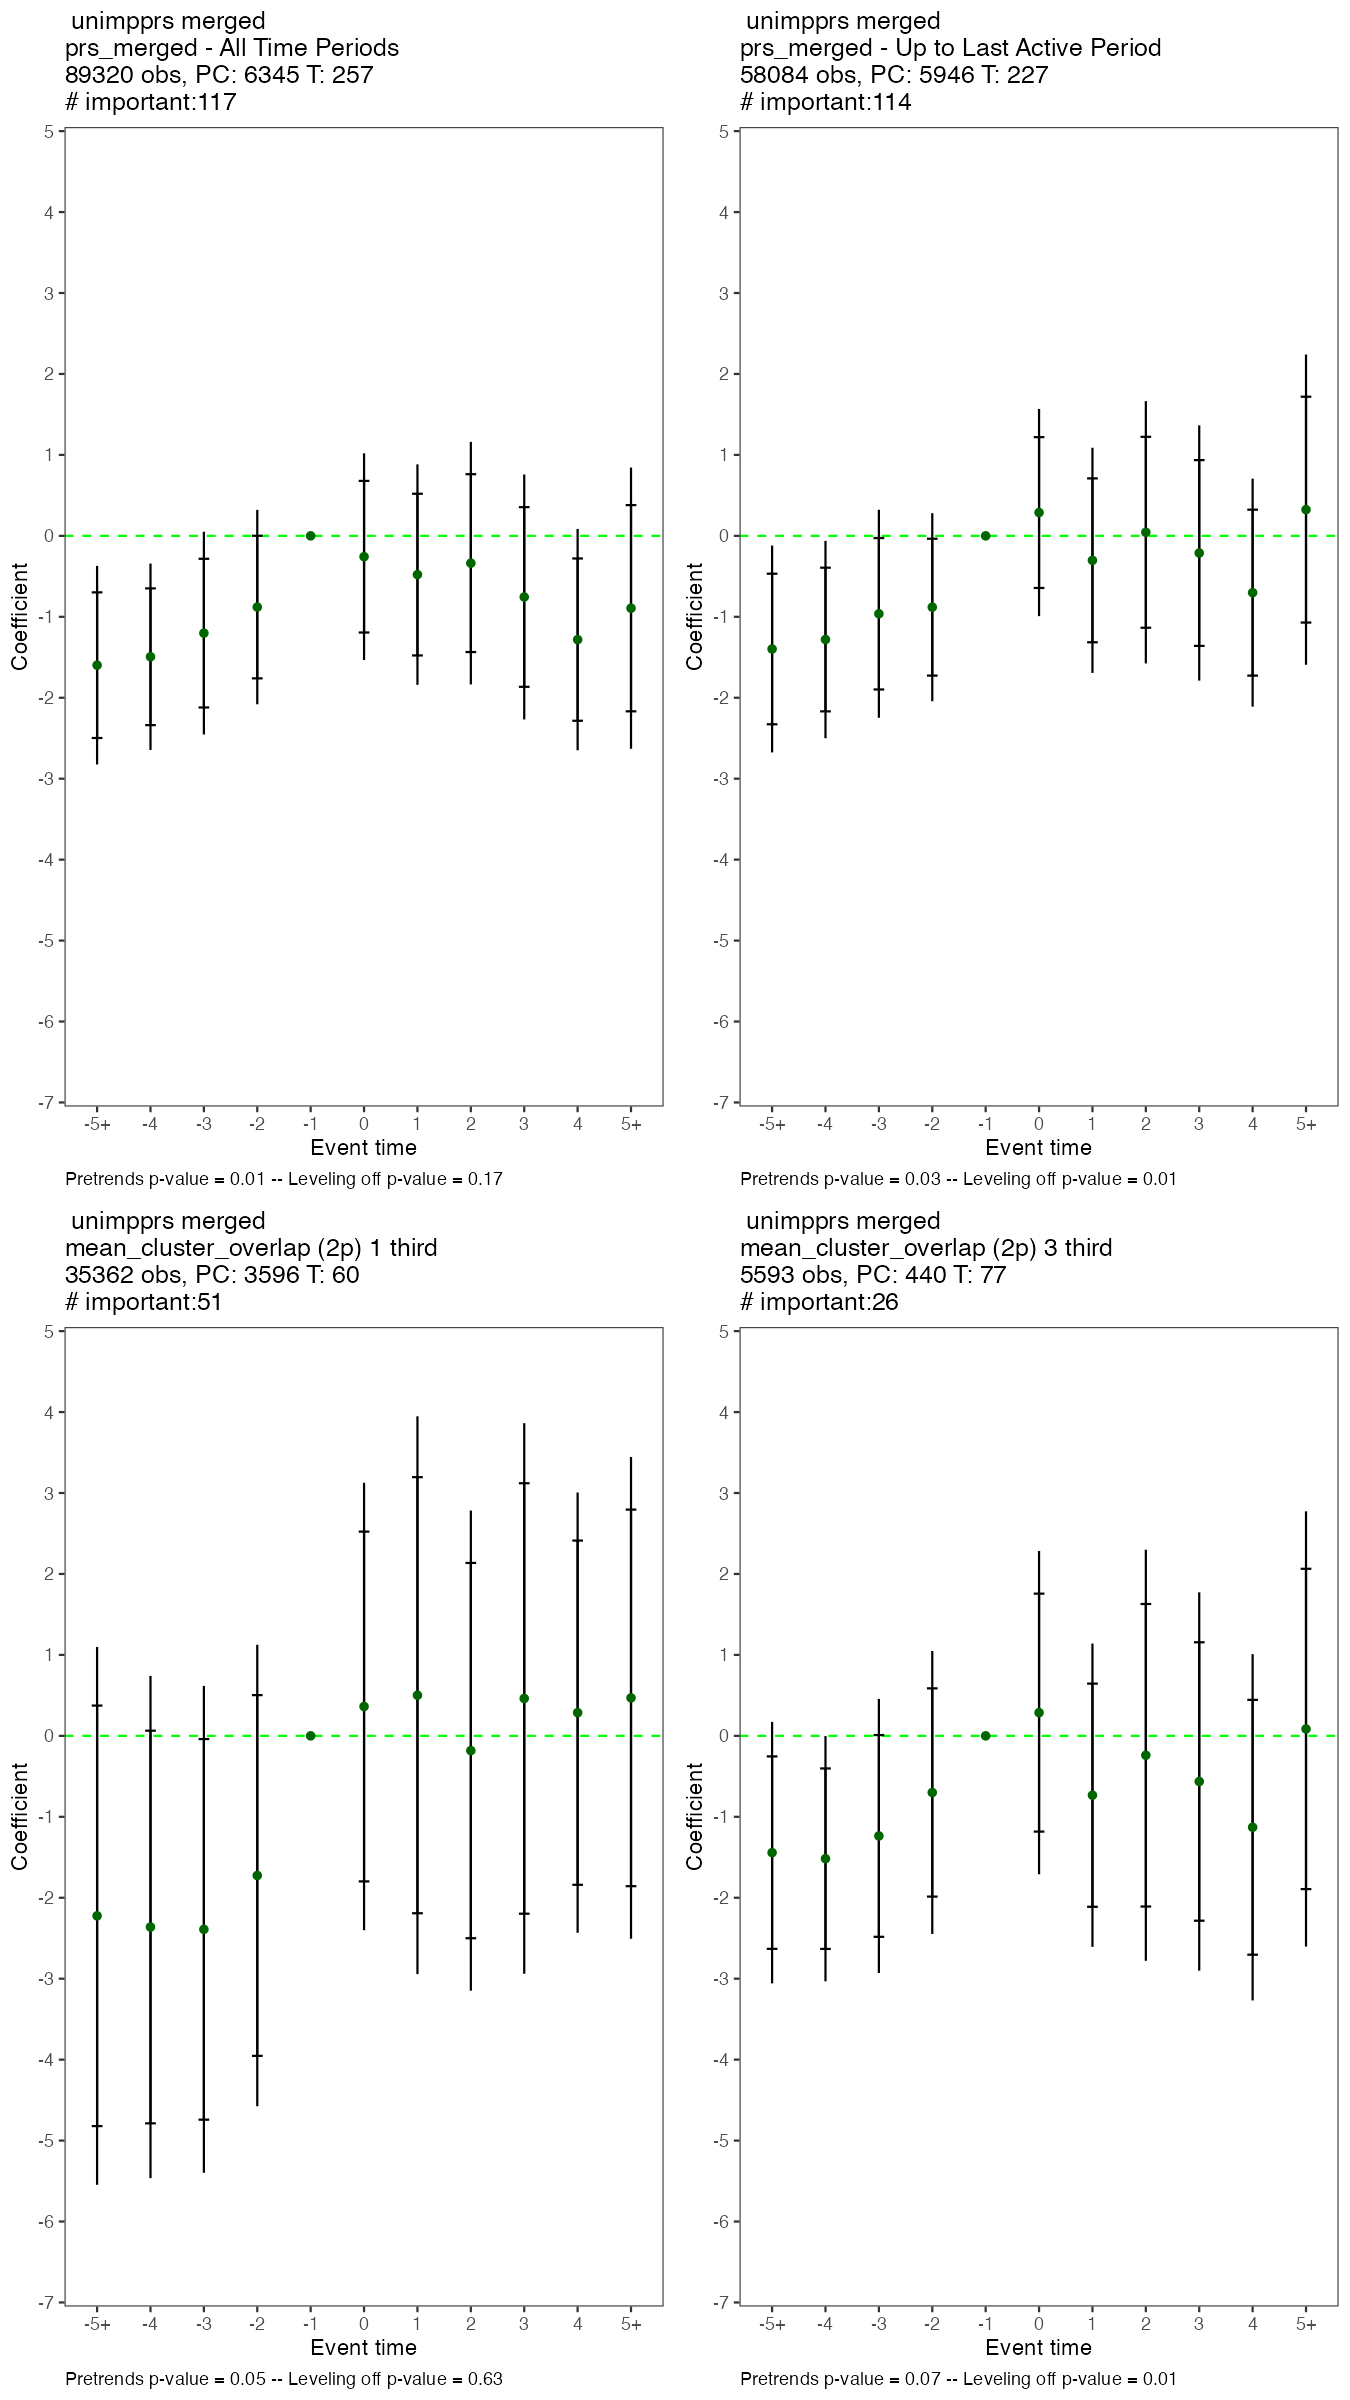 unimpprs merged
prs_merged - All Time Periods
89320 obs, PC: 6345 T: 257
# important:117
5
4
3
2
1
0
-1
-2
-3
-4
-5
-6
-7
Coefficient
-5+ -4 -3 -2 -1 0 1 2 3 4 5+
Event time
Pretrends p-value = 0.01 -- Leveling off p-value = 0.17
unimpprs merged
prs_merged - Up to Last Active Period
58084 obs, PC: 5946 T: 227
# important:114
5
4
3
2
1
0
-1
-2
-3
-4
-5
-6
-7
Coefficient
-5+ -4 -3 -2 -1 0 1 2 3 4 5+
Event time
Pretrends p-value = 0.03 -- Leveling off p-value = 0.01
unimpprs merged
mean_cluster_overlap (2p) 1 third
35362 obs, PC: 3596 T: 60
# important:51
5
4
3
2
1
0
-1
-2
-3
-4
-5
-6
-7
Coefficient
-5+ -4 -3 -2 -1 0 1 2 3 4 5+
Event time
Pretrends p-value = 0.05 -- Leveling off p-value = 0.63
unimpprs merged
mean_cluster_overlap (2p) 3 third
5593 obs, PC: 440 T: 77
# important:26
5
4
3
2
1
0
-1
-2
-3
-4
-5
-6
-7
Coefficient
-5+ -4 -3 -2 -1 0 1 2 3 4 5+
Event time
Pretrends p-value = 0.07 -- Leveling off p-value = 0.01